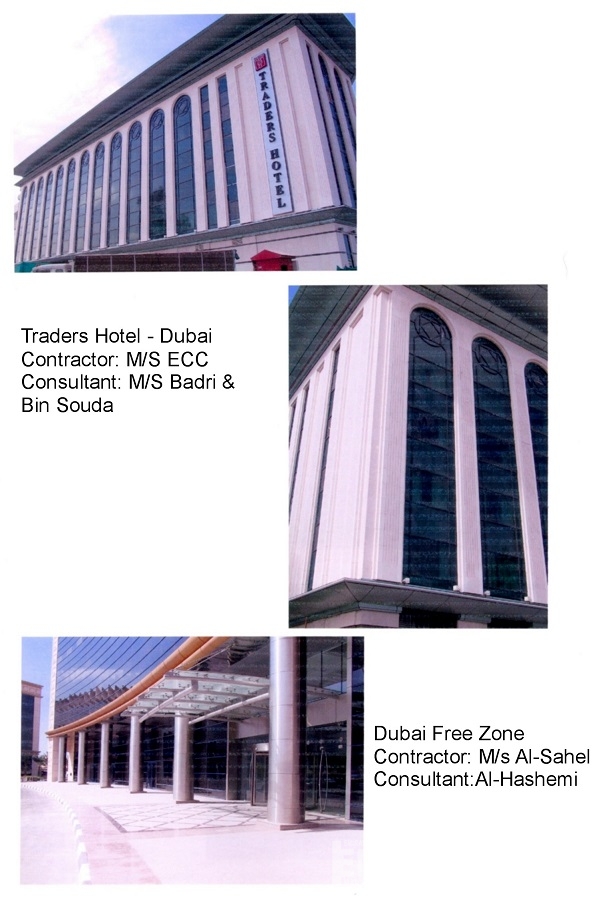 TRADERS HOTEL
Traders Hotel - Dubai
Contractor: M/S ECC
Consultant: M/S Badri &
Bin Souda
Dubai Free Zone
Contractor: M/s Al-Sahel
Consultant:Al-Hashemi